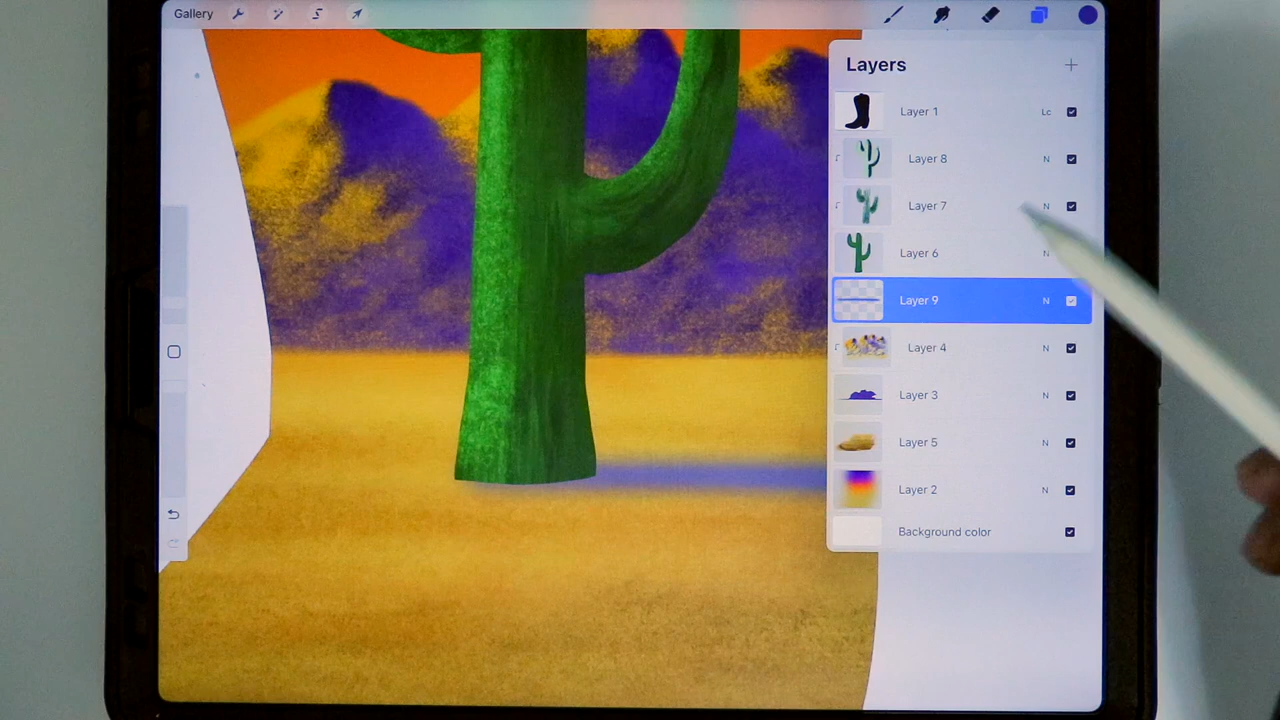 Gallery
Layers
Layer 1 Lc
Layer 8 N
Layer 7 N
Layer 6 N
Layer 9 N
Layer 4 N
Layer 3 N
Layer 5 N
Layer 2 N
Background color